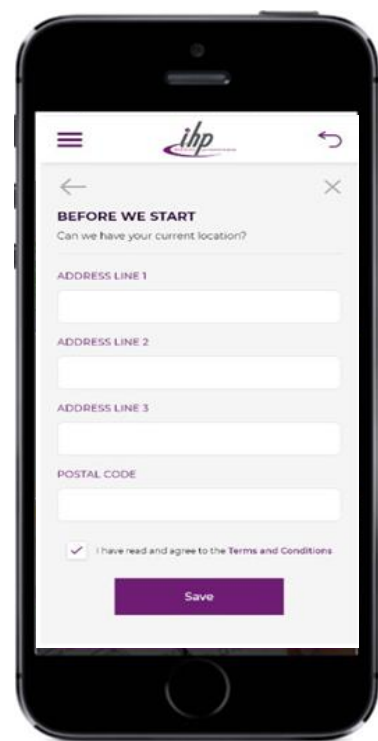 ihp
BEFORE WE START
Can we have your current location?
ADDRESS LINE 1
ADDRESS LINE 2
ADDRESS LINE 3
POSTAL CODE
I have read and agree to the Terms and Conditions
Save